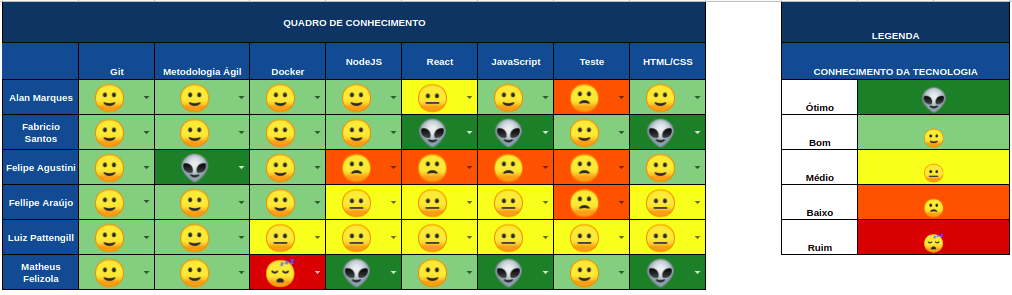 QUADRO DE CONHECIMENTO
Git Metodologia Ágil Docker NodeJS React JavaScript Teste HTML/CSS
Alan Marques
Fabricio
Santos
Felipe Agustini
Fellipe Araújo
Luiz Pattengill
Matheus
Felizola
LEGENDA
CONHECIMENTO DA TECNOLOGIA
Ótimo
Bom
Médio
Baixo
Ruim